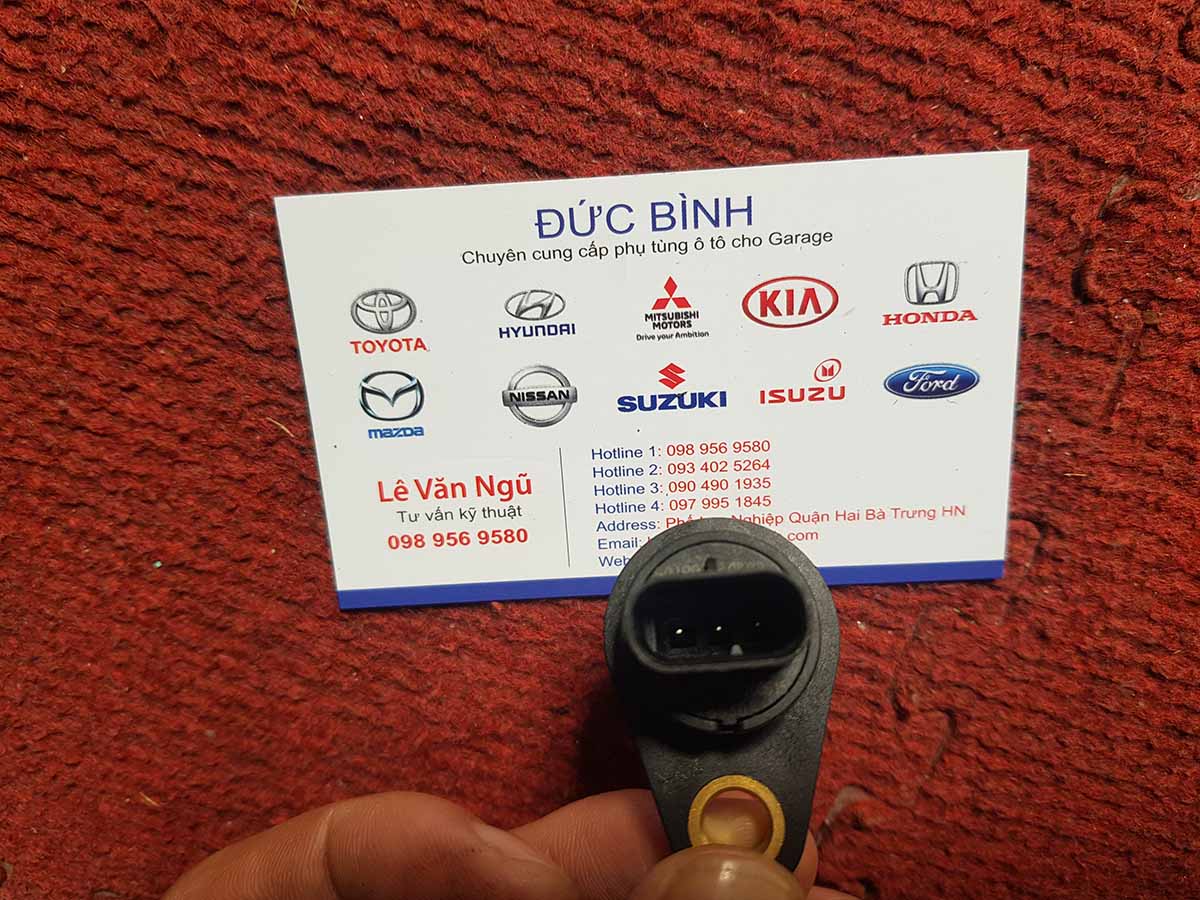 ĐỨC BÌNH
Chuyên cung cấp phụ tùng ô tô cho Garage
TOYOTA
HYUNDAI
MITSUBISHI
MOTORS
Drive your Ambition
KIA
HONDA
mazda
NISSAN
SUZUKI
ISUZU
Ford
Lê Văn Ngũ
Tư vấn kỹ thuật
098 956 9580
Hotline 1: 098 956 9580
Hotline 2: 093 402 5264
Hotline 3: 090 490 1935
Hotline 4: 097 995 1845
Address: Nghiệp Quận Hai Bà Trưng HN
Email: .com